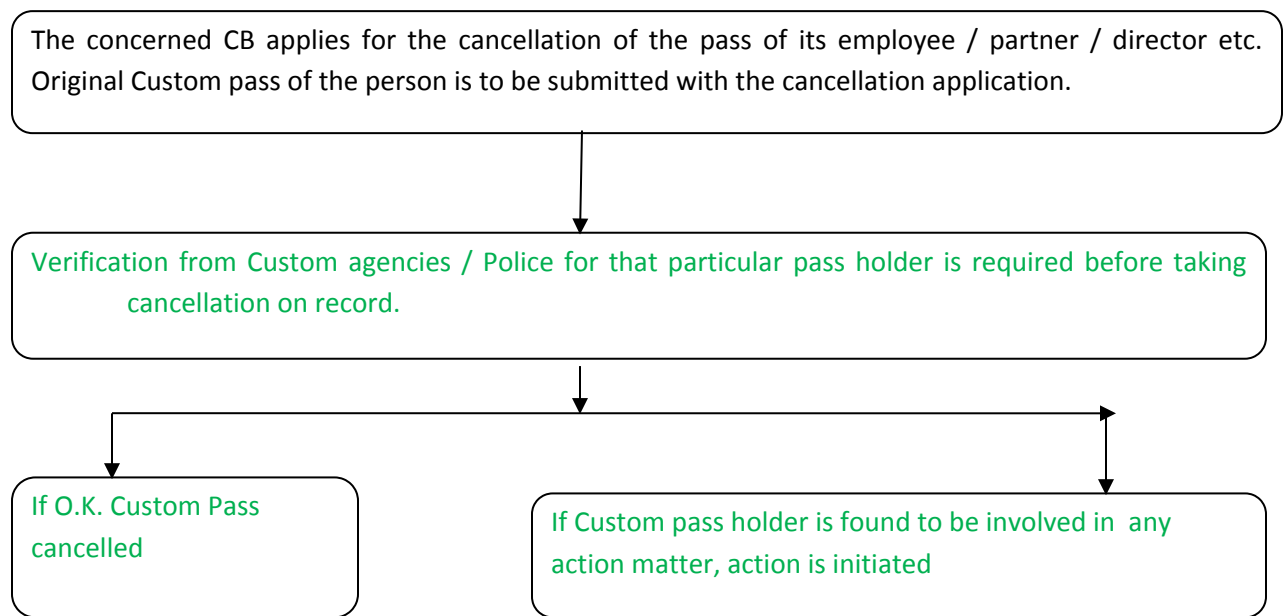 The concerned CB applies for the cancellation of the pass of its employee / partner / director etc.
Original Custom pass of the person is to be submitted with the cancellation application.
Verification from Custom agencies / Police for that particular pass holder is required before taking
cancellation on record.
If O.K. Custom Pass
cancelled
If Custom pass holder is found to be involved in any
action matter, action is initiated